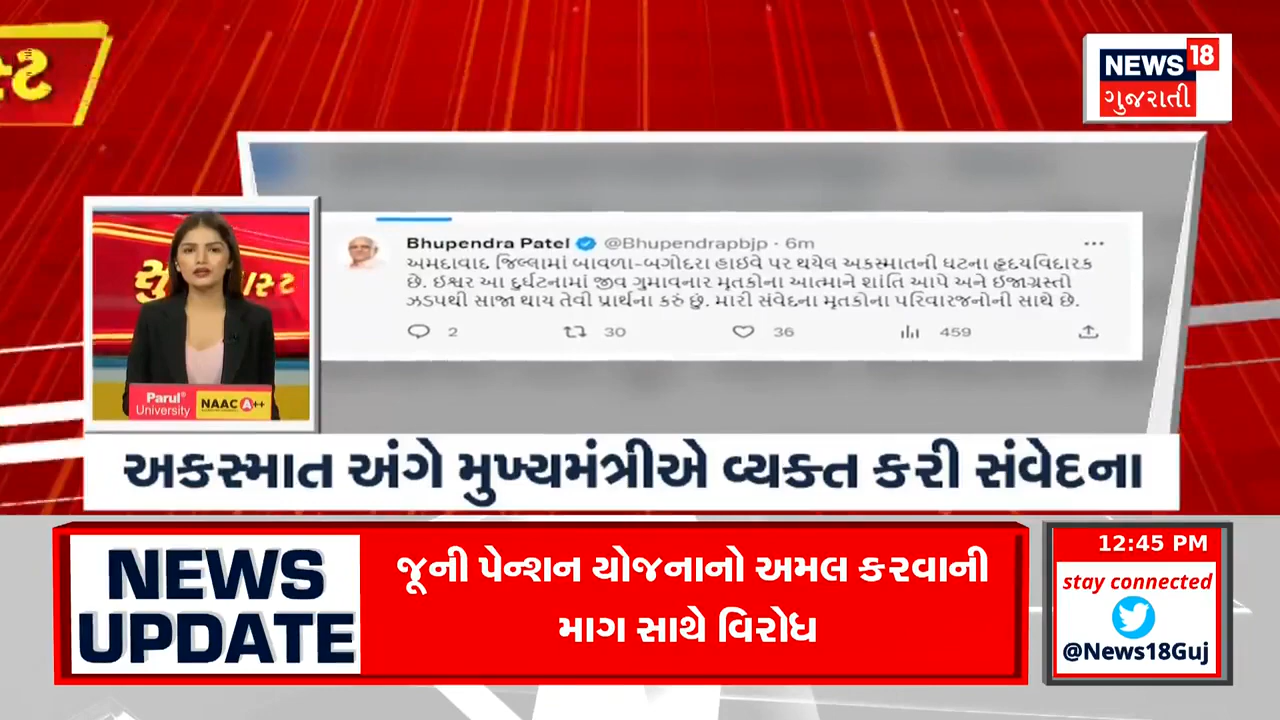 સ્ટ
NEWS 18
ગુજરાતી
Bhupendra Patel @Bhupendrapbjp · 6m
અમદાવાદ જિલ્લામાં બાવળા-બગોદરા હાઇવે પર થયેલ અકસ્માતની ઘટના હૃદયવિદારક
છે. ઈશ્વર આ દુર્ઘટનામાં જીવ ગુમાવનાર મૃતકોના આત્માને શાંતિ આપે અને ઈજાગ્રસ્તો
ઝડપથી સાજા થાય તેવી પ્રાર્થના કરું છું. મારી સંવેદના મૃતકોના પરિવારજનોની સાથે છે.
2 30 36 459
Parul
University
NAAC A++
અકસ્માત અંગે મુખ્યમંત્રીએ વ્યક્ત કરી સંવેદના
NEWS
UPDATE
જૂની પેન્શન યોજનાનો અમલ કરવાની
માગ સાથે વિરોધ
12:45 PM
stay connected
@News18Guj